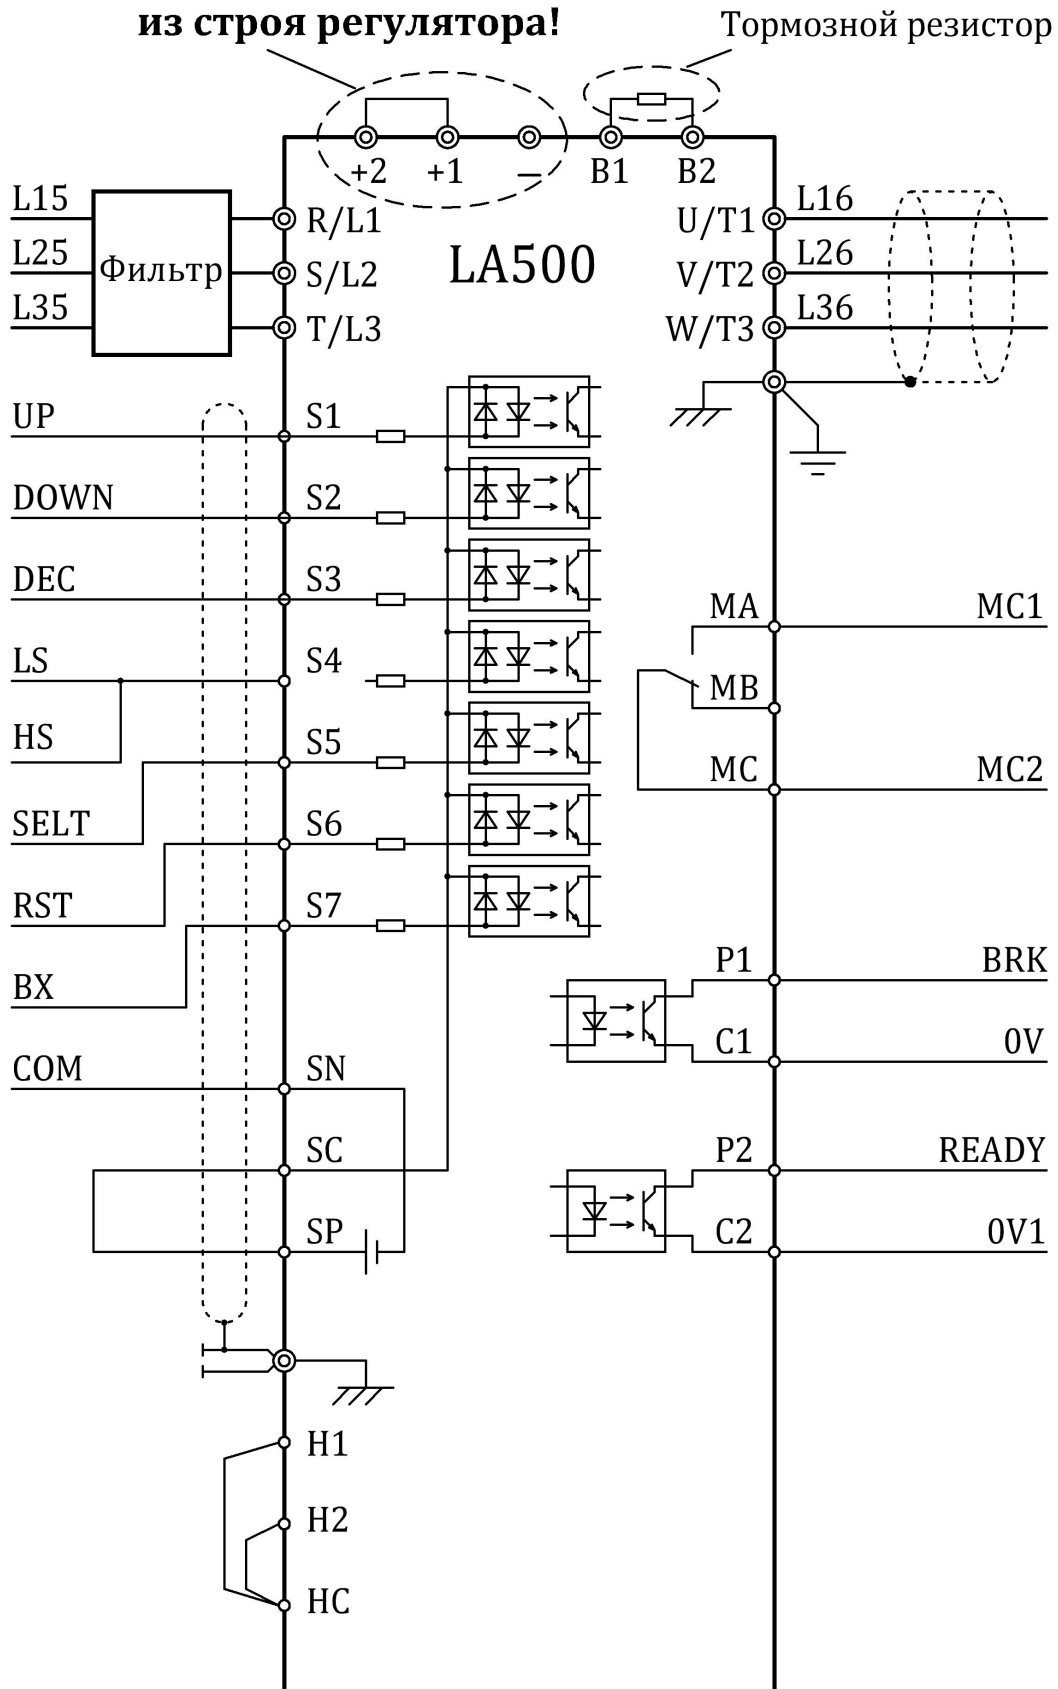 из строя регулятора!
Тормозной резистор
+2
+1
−
B1
B2
L15
R/L1
U/T1
L16
L25
Фильтр
S/L2
LA500
V/T2
L26
L35
T/L3
W/T3
L36
UP
S1
DOWN
S2
DEC
S3
MA
MC1
LS
S4
MB
HS
S5
MC
MC2
SELT
S6
RST
S7
P1
BRK
BX
C1
0V
COM
SN
SC
P2
READY
SP
C2
0V1
H1
H2
HC